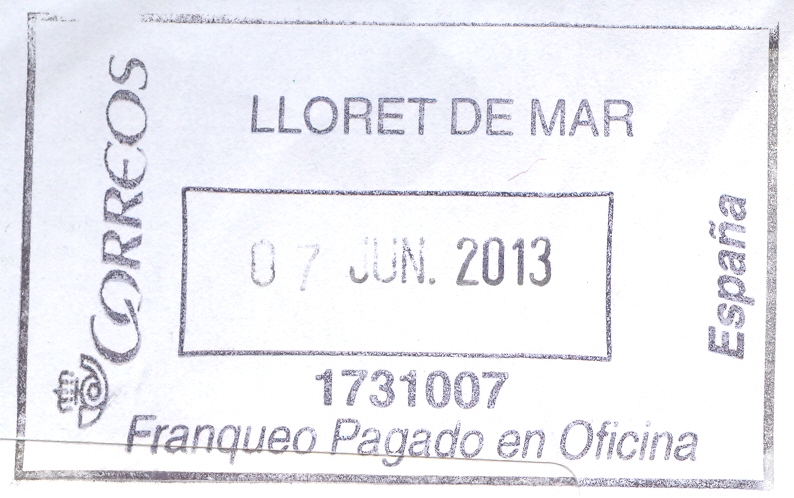 CORREOS
LLORET DE MAR
07 JUN. 2013
España
1731007
Franqueo Pagado en Oficina